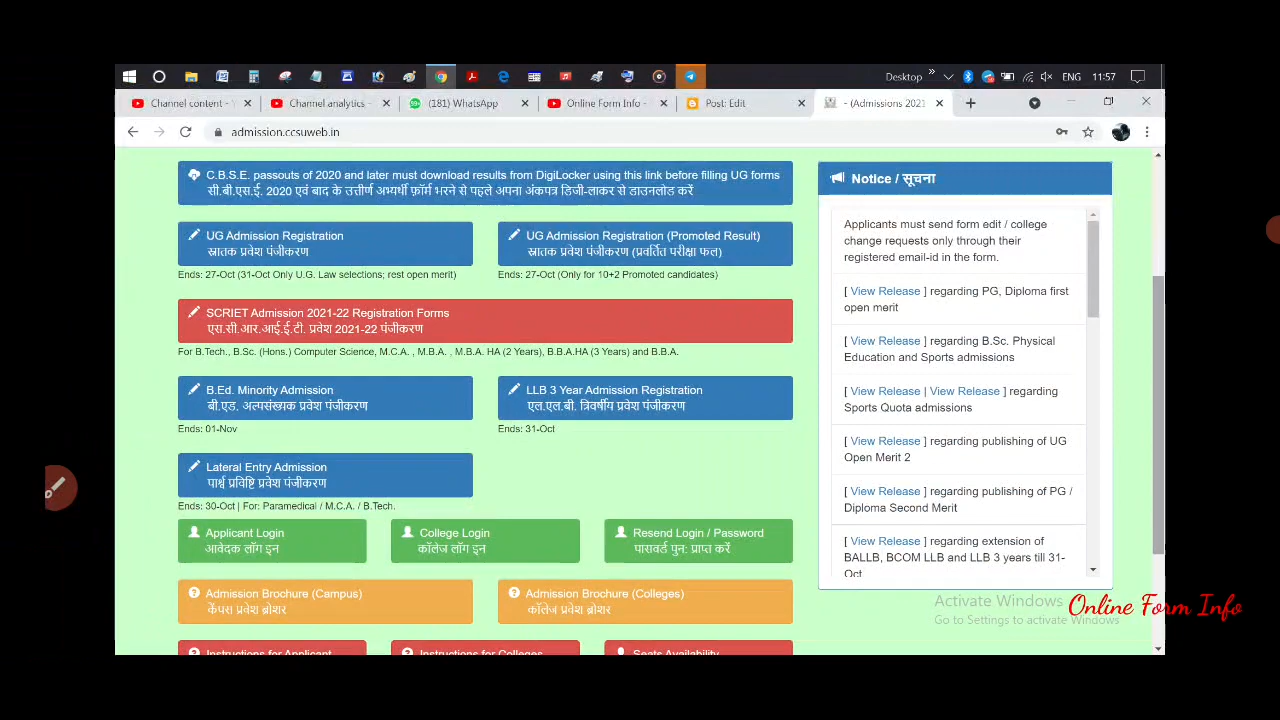 Desktop » ENG 11:57
Channel content - Y
Channel analytics -
(181) WhatsApp
Online Form Info -
Post: Edit
- (Admissions 2021
admission.ccsuweb.in
C.B.S.E. passouts of 2020 and later must download results from DigiLocker using this link before filling UG forms
सी.बी.एस.ई. 2020 एवं बाद के उत्तीर्ण अभ्यर्थी फ़ॉर्म भरने से पहले अपना अंकपत्र डिजी-लाकर से डाउनलोड करें
UG Admission Registration
स्नातक प्रवेश पंजीकरण
Ends: 27-Oct (31-Oct Only U.G. Law selections; rest open merit)
UG Admission Registration (Promoted Result)
स्नातक प्रवेश पंजीकरण (प्रवर्तित परीक्षा फल)
Ends: 27-Oct (Only for 10+2 Promoted candidates)
SCRIET Admission 2021-22 Registration Forms
एस.सी.आर.आई.ई.टी. प्रवेश 2021-22 पंजीकरण
For B.Tech., B.Sc. (Hons.) Computer Science, M.C.A. , M.B.A. , M.B.A. HA (2 Years), B.B.A.HA (3 Years) and B.B.A.
B.Ed. Minority Admission
बी.एड. अल्पसंख्यक प्रवेश पंजीकरण
Ends: 01-Nov
LLB 3 Year Admission Registration
एल.एल.बी. त्रिवर्षीय प्रवेश पंजीकरण
Ends: 31-Oct
Lateral Entry Admission
पार्श्व प्रविष्टि प्रवेश पंजीकरण
Ends: 30-Oct | For: Paramedical / M.C.A. / B.Tech.
Applicant Login
आवेदक लॉग इन
College Login
कॉलेज लॉग इन
Resend Login / Password
पासवर्ड पुन: प्राप्त करें
Admission Brochure (Campus)
कैंपस प्रवेश ब्रोशर
Admission Brochure (Colleges)
कॉलेज प्रवेश ब्रोशर
Instructions for Applicant
Instructions for Colleges
Seats Availability
Notice / सूचना
Applicants must send form edit / college
change requests only through their
registered email-id in the form.
[ View Release ] regarding PG, Diploma first
open merit
[ View Release ] regarding B.Sc. Physical
Education and Sports admissions
[ View Release | View Release ] regarding
Sports Quota admissions
[ View Release ] regarding publishing of UG
Open Merit 2
[ View Release ] regarding publishing of PG /
Diploma Second Merit
[ View Release ] regarding extension of
BALLB, BCOM LLB and LLB 3 years till 31-
Oct
Activate Windows
Go to Settings to activate Windows
Online Form Info